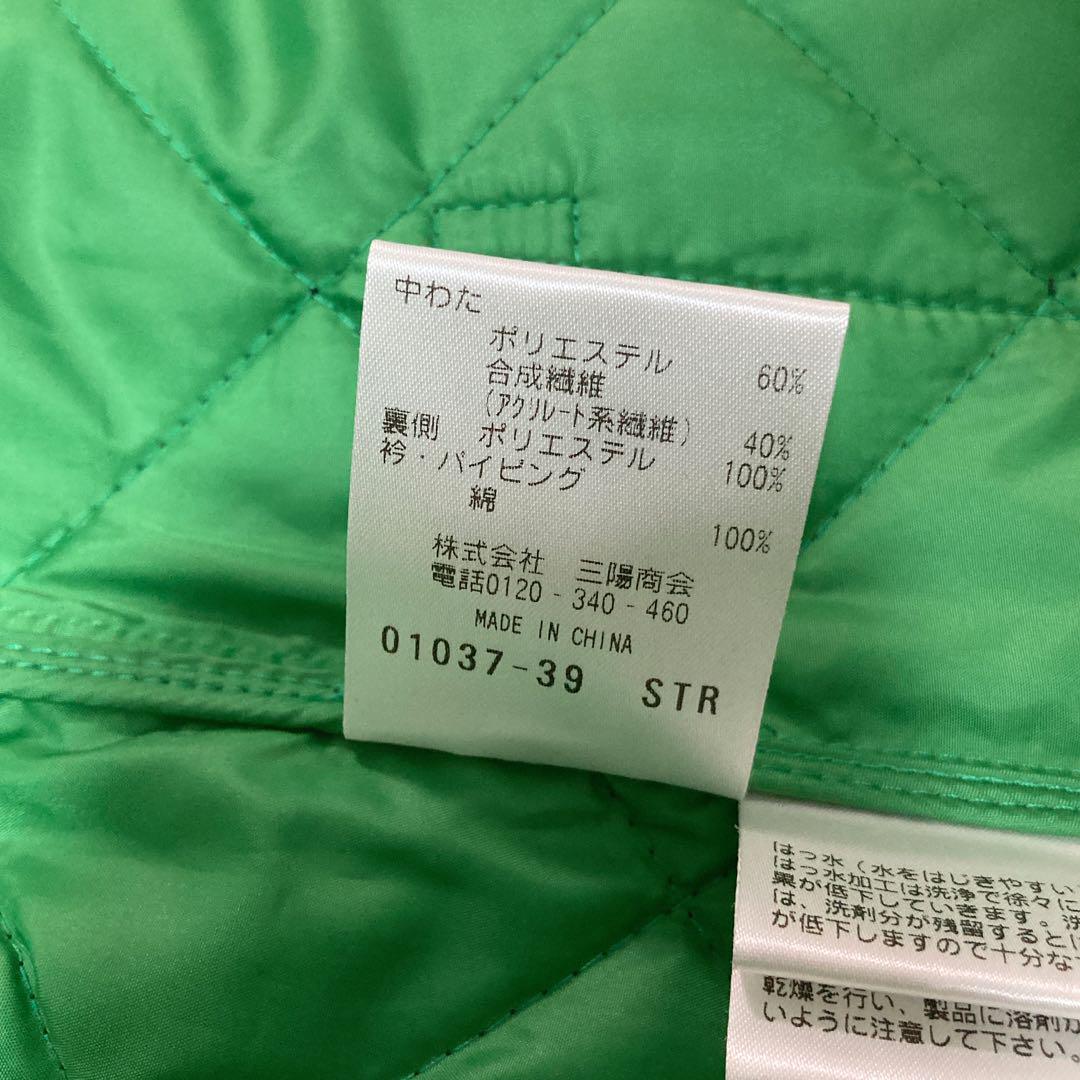 中わた
ポリエステル 60%
合成繊維
(アクリレート系繊維) 40%
裏側 ポリエステル 100%
衿・パイピング
綿 100%
株式会社 三陽商会
電話0120-340-460
MADE IN CHINA
01037-39 STR
はっ水(水をはじきやすい
はっ水加工は洗浄で徐々に
果が低下していきます。洗
は、洗剤分が残留するとは
が低下しますので十分な
乾燥を行い、製品に溶剤が
いように注意して下さい。